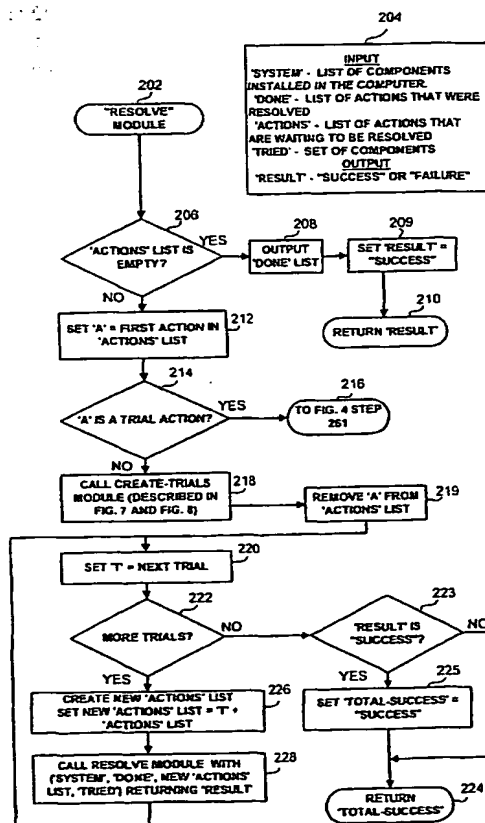 204
INPUT
'SYSTEM' - LIST OF COMPONENTS
INSTALLED IN THE COMPUTER.
'DONE' - LIST OF ACTIONS THAT WERE
RESOLVED
'ACTIONS' - LIST OF ACTIONS THAT
ARE WAITING TO BE RESOLVED
'TRIED' - SET OF COMPONENTS
OUTPUT
'RESULT' - "SUCCESS" OR "FAILURE"
202
"RESOLVE"
MODULE
206
'ACTIONS' LIST IS
EMPTY?
YES
208
OUTPUT
'DONE' LIST
209
SET 'RESULT' =
"SUCCESS"
210
RETURN 'RESULT'
NO
SET 'A' = FIRST ACTION IN
'ACTIONS' LIST
212
214
'A' IS A TRIAL ACTION?
YES
216
TO FIG. 4 STEP
261
NO
CALL CREATE-TRIALS
MODULE (DESCRIBED IN
FIG. 7 AND FIG. 8)
218
REMOVE 'A' FROM
'ACTIONS' LIST
219
SET 'T' = NEXT TRIAL
220
222
MORE TRIALS?
NO
223
'RESULT' IS
"SUCCESS"?
NO
YES
YES
225
CREATE NEW 'ACTIONS' LIST
SET NEW 'ACTIONS' LIST = 'T' +
'ACTIONS' LIST
226
SET 'TOTAL-SUCCESS' =
"SUCCESS"
CALL RESOLVE MODULE WITH
('SYSTEM', 'DONE', NEW 'ACTIONS'
LIST, 'TRIED') RETURNING 'RESULT'
228
RETURN
'TOTAL-SUCCESS'
224